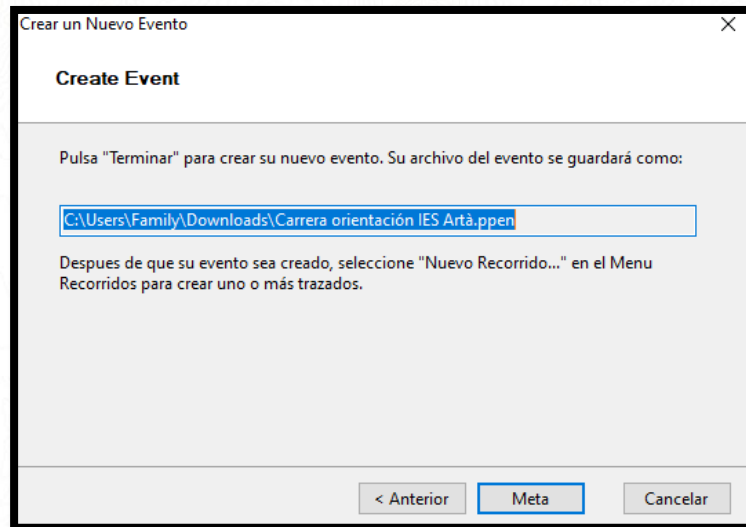 Crear un Nuevo Evento
Create Event
Pulsa "Terminar" para crear su nuevo evento. Su archivo del evento se guardará como:
C:\Users\Family\Downloads\Carrera orientación IES Artà.ppen
Despues de que su evento sea creado, seleccione "Nuevo Recorrido..." en el Menu
Recorridos para crear uno o más trazados.
< Anterior
Meta
Cancelar